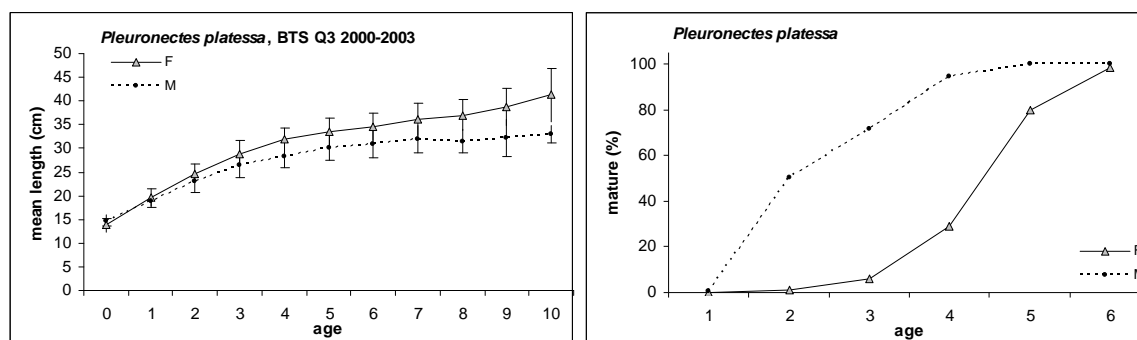 Pleuronectes platessa, BTS Q3 2000-2003
F
M
mean length (cm)
50
45
40
35
30
25
20
15
10
5
0
0 1 2 3 4 5 6 7 8 9 10
age
Pleuronectes platessa
mature (%)
100
80
60
40
20
0
F
M
1 2 3 4 5 6
age